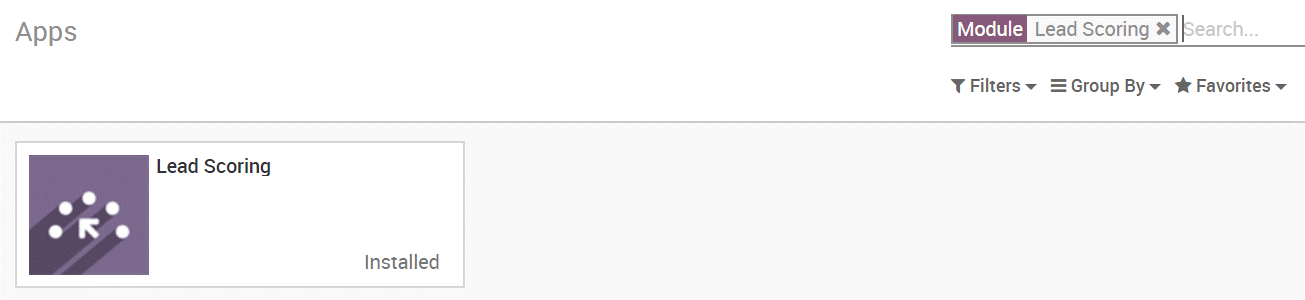 Apps
Module Lead Scoring ✖ Search...
Filters Group By Favorites
Lead Scoring
Installed